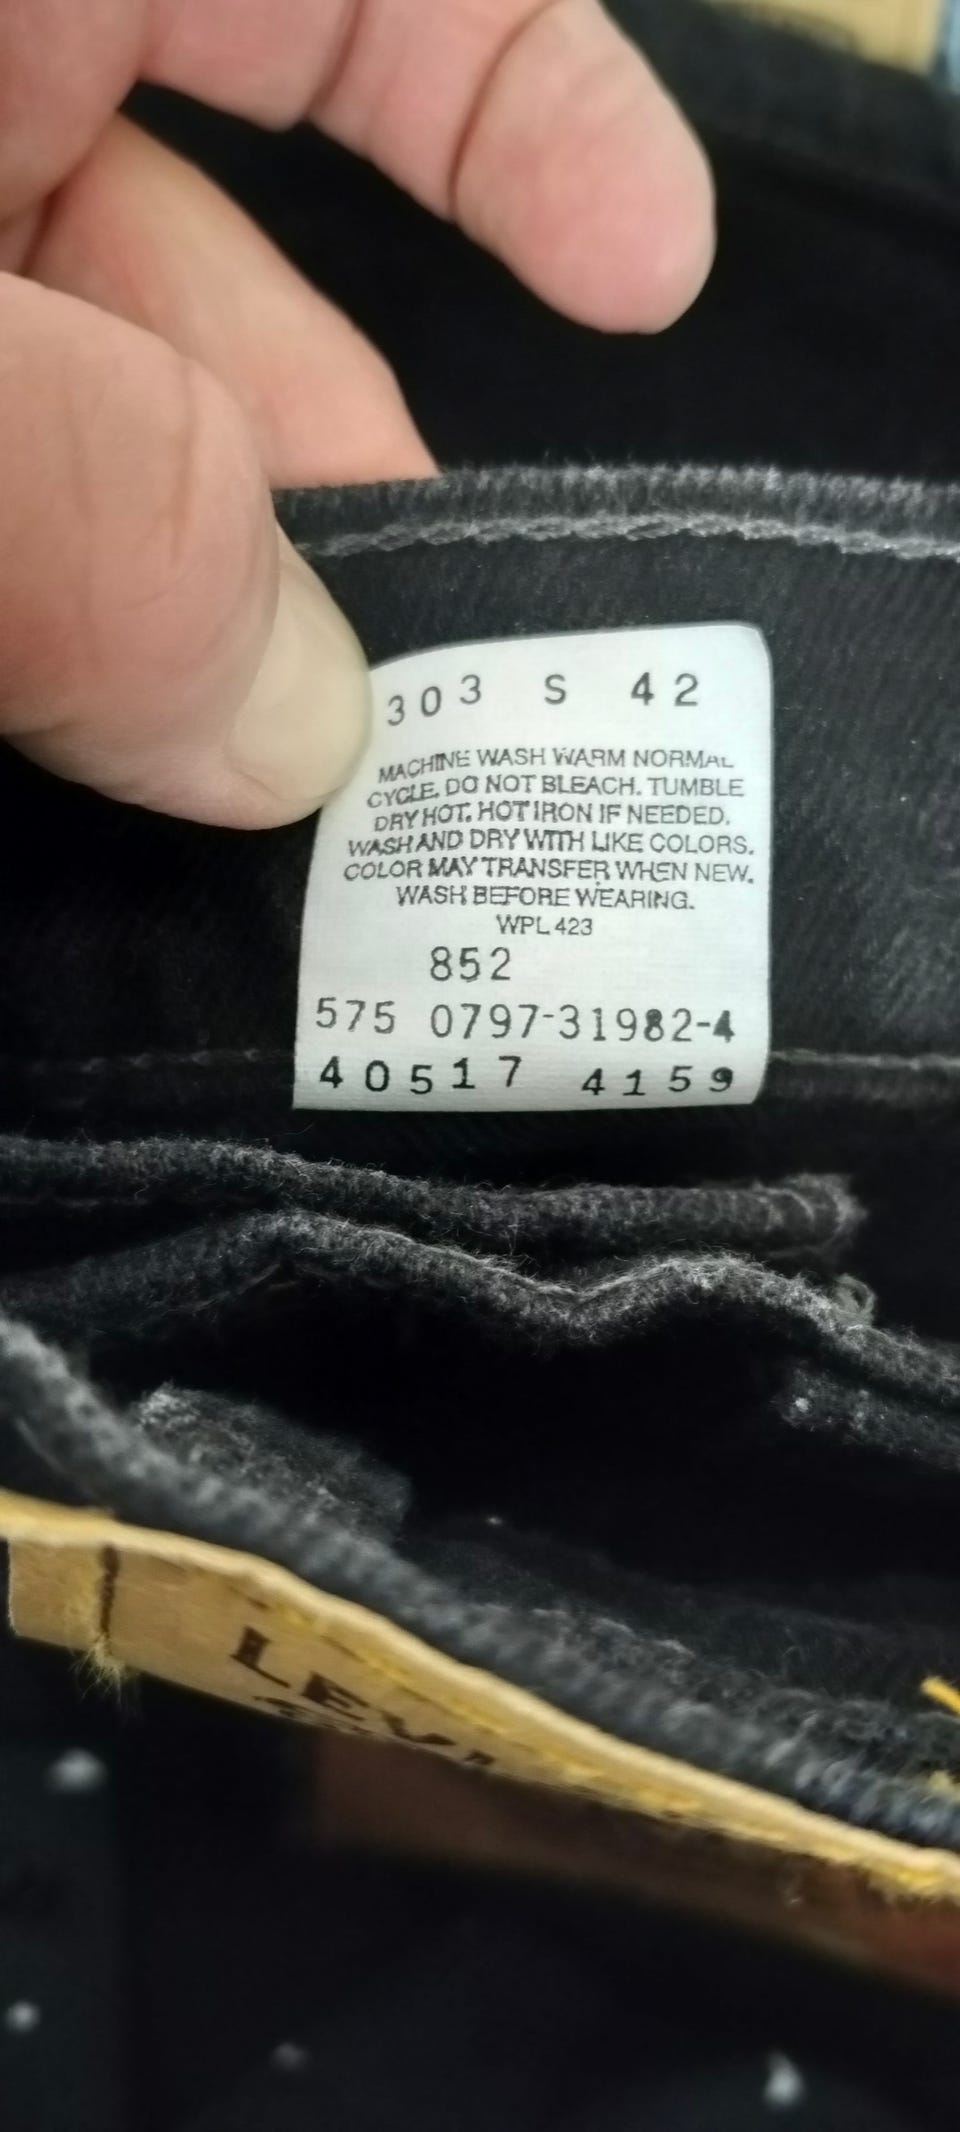 303 S 42
MACHINE WASH WARM NORMAL
CYCLE. DO NOT BLEACH. TUMBLE
DRY HOT. HOT IRON IF NEEDED.
WASH AND DRY WITH LIKE COLORS.
COLOR MAY TRANSFER WHEN NEW.
WASH BEFORE WEARING.
WPL 423
852
575 0797-31982-4
40517 4159
LEVI